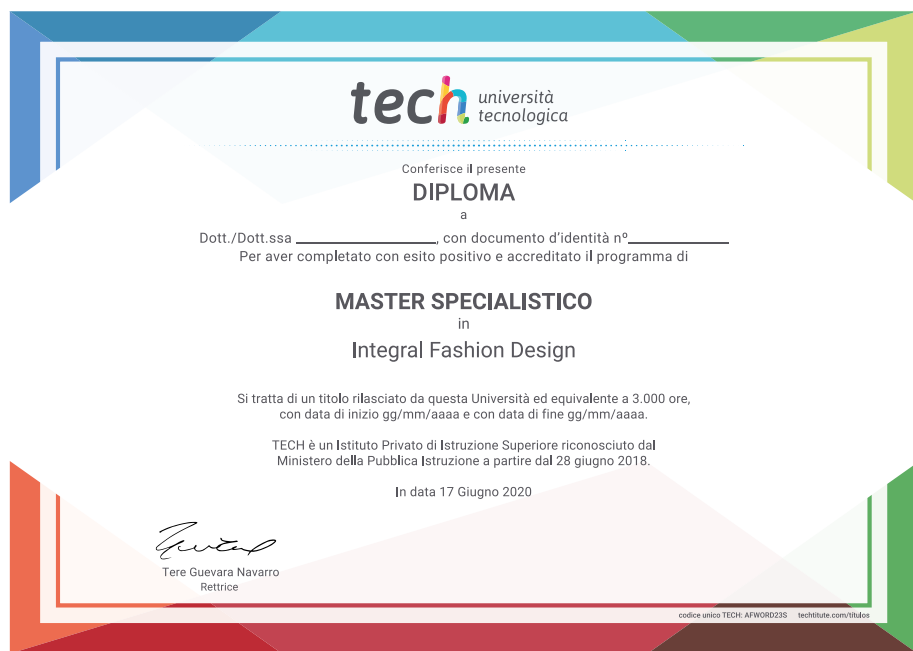 tech università
tecnologica
Conferisce il presente
DIPLOMA
a
Dott./Dott.ssa ________________, con documento d'identità nº____________
Per aver completato con esito positivo e accreditato il programma di
MASTER SPECIALISTICO
in
Integral Fashion Design
Si tratta di un titolo rilasciato da questa Università ed equivalente a 3.000 ore,
con data di inizio gg/mm/aaaa e con data di fine gg/mm/aaaa.
TECH è un Istituto Privato di Istruzione Superiore riconosciuto dal
Ministero della Pubblica Istruzione a partire dal 28 giugno 2018.
In data 17 Giugno 2020
Tere Guevara Navarro
Rettrice
codice unico TECH: AFWORD23S techtitute.com/titulos